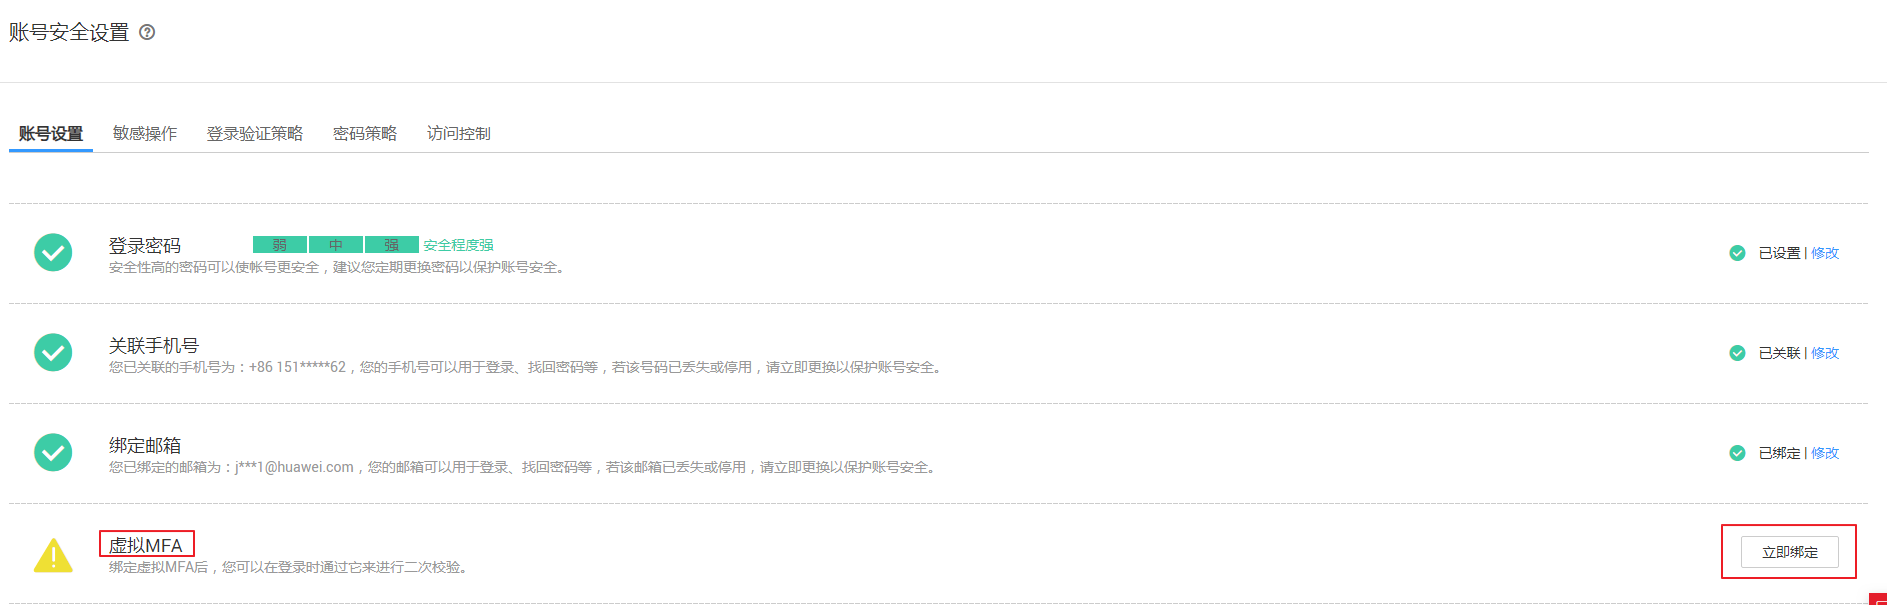 账号安全设置 ?
账号设置 敏感操作 登录验证策略 密码策略 访问控制
登录密码 弱 中 强 安全程度强
安全性高的密码可以使帐号更安全，建议您定期更换密码以保护账号安全。
已设置 | 修改
关联手机号
您已关联的手机号为：+86 151*****62，您的手机号可以用于登录、找回密码等，若该号码已丢失或停用，请立即更换以保护账号安全。
已关联 | 修改
绑定邮箱
您已绑定的邮箱为：j***1@huawei.com，您的邮箱可以用于登录、找回密码等，若该邮箱已丢失或停用，请立即更换以保护账号安全。
已绑定 | 修改
虚拟MFA
绑定虚拟MFA后，您可以在登录时通过它来进行二次校验。
立即绑定